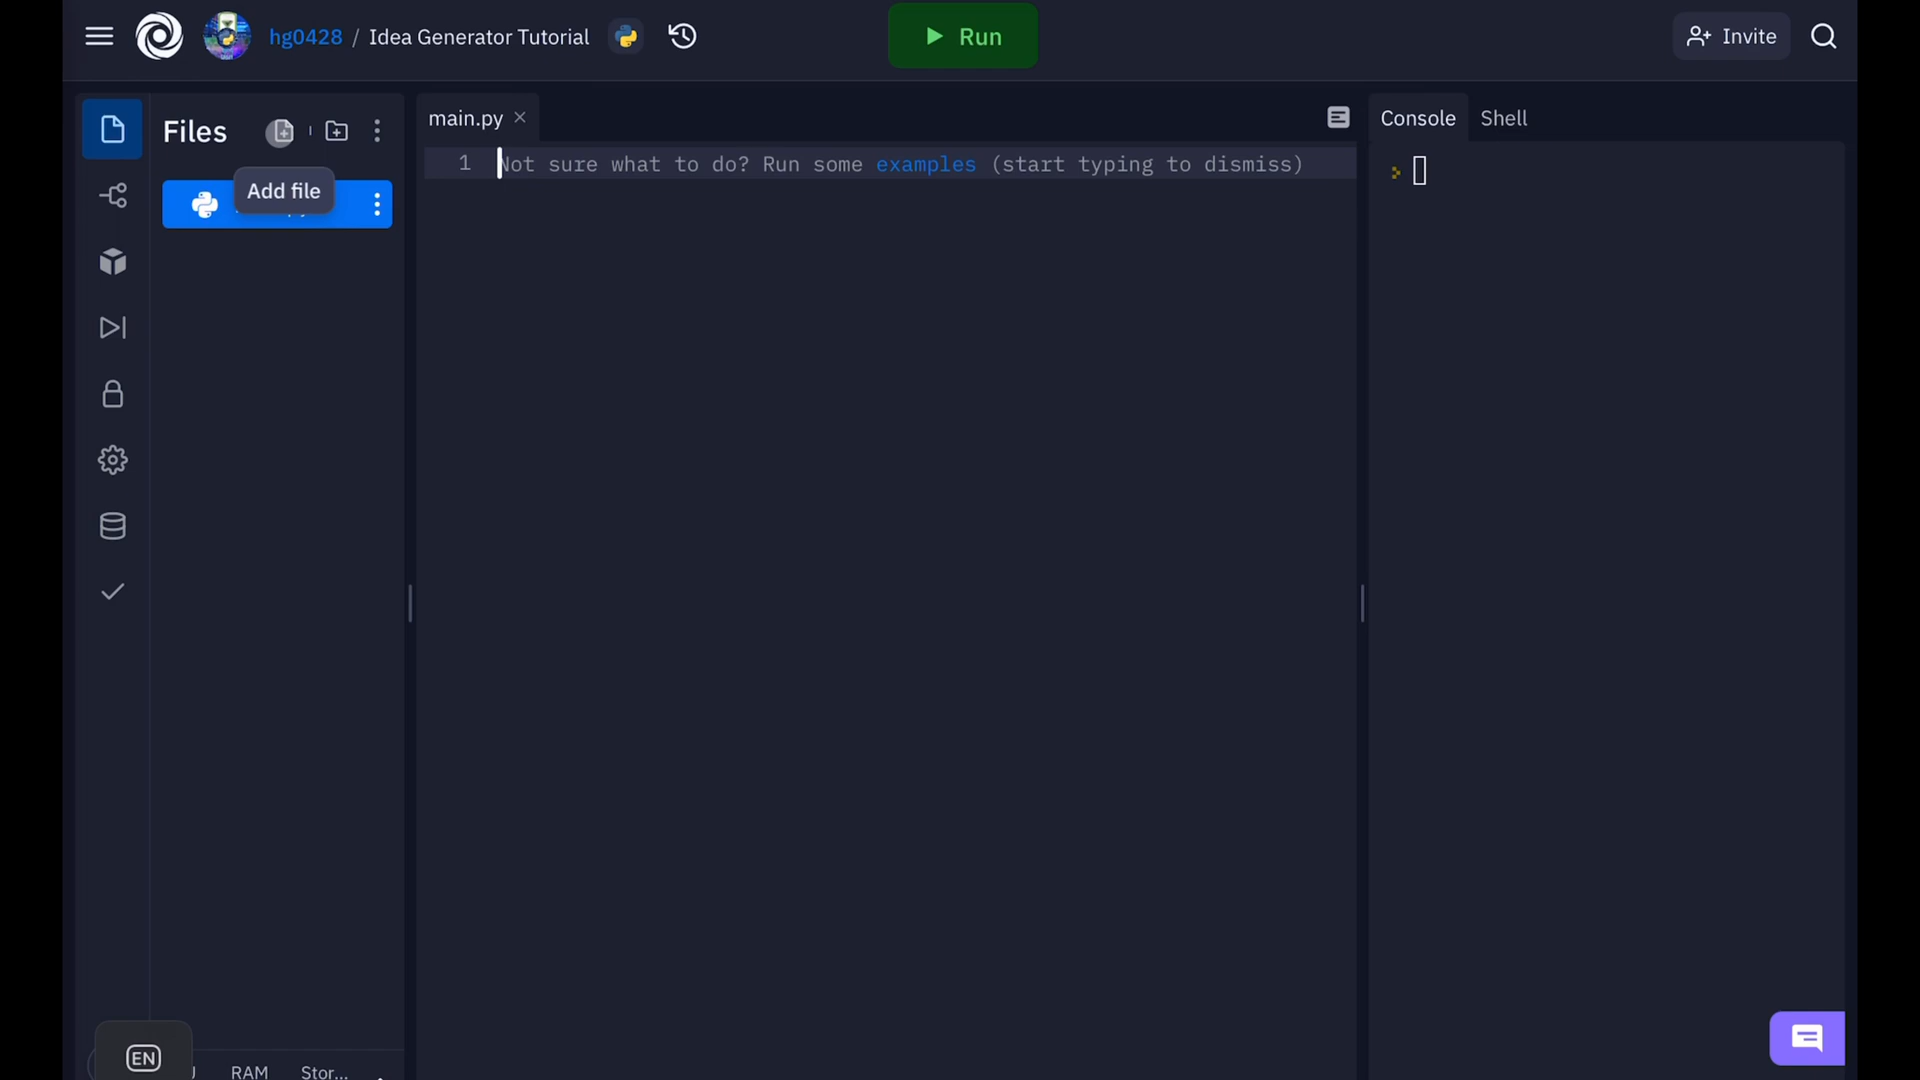 hg0428 / Idea Generator Tutorial
Run
Invite
Files
main.py
Console
Shell
1
Not sure what to do? Run some examples (start typing to dismiss)
Add file
EN
RAM
Stor...